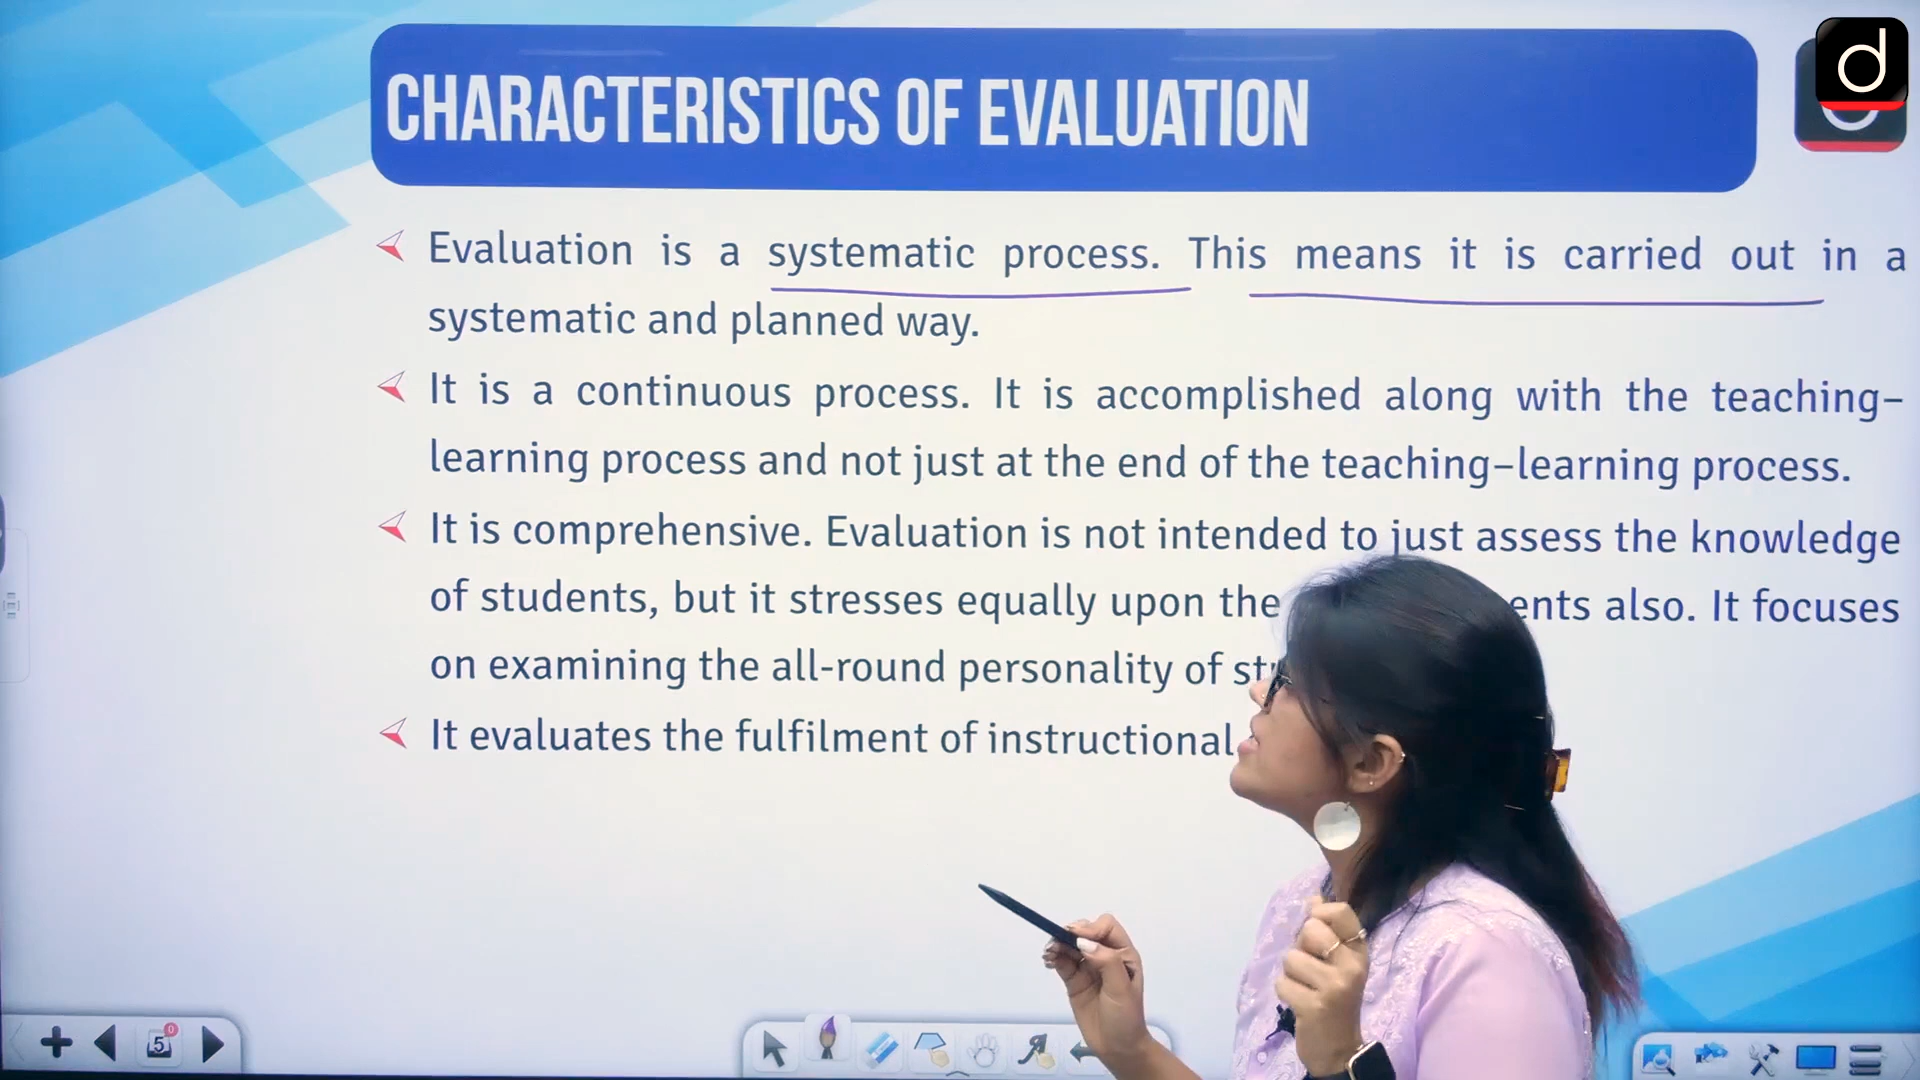 CHARACTERISTICS OF EVALUATION
d
Evaluation is a systematic process. This means it is carried out in a
systematic and planned way.
It is a continuous process. It is accomplished along with the teaching–
learning process and not just at the end of the teaching–learning process.
It is comprehensive. Evaluation is not intended to just assess the knowledge
of students, but it stresses equally upon the also. It focuses
on examining the all-round personality of
It evaluates the fulfilment of instructional
5
0